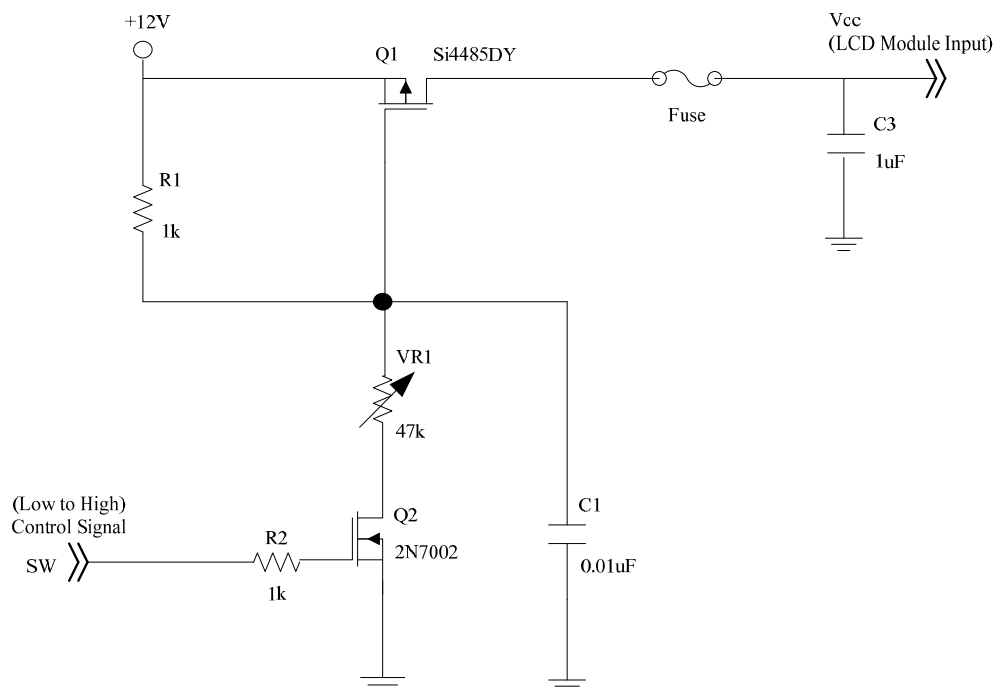 +12V
Q1
Si4485DY
Vcc
(LCD Module Input)
Fuse
C3
1uF
R1
1k
VR1
47k
(Low to High)
Control Signal
SW
R2
1k
Q2
2N7002
C1
0.01uF